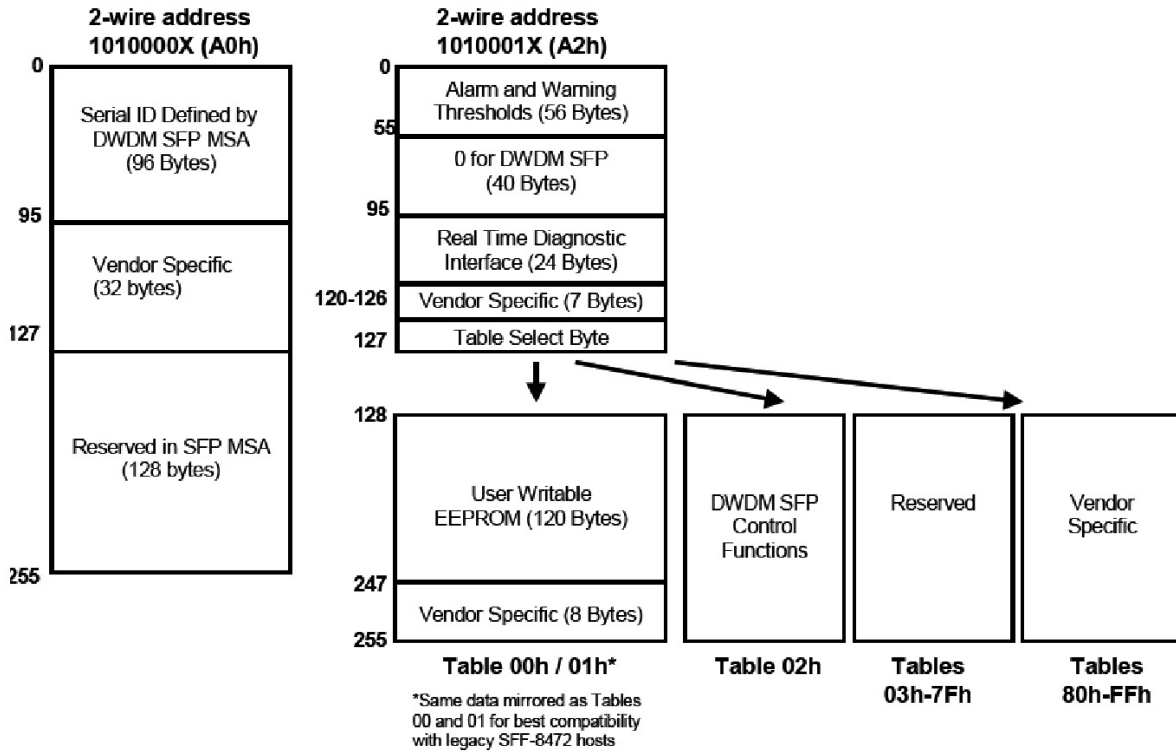 2-wire address
1010000X (A0h)
0
Serial ID Defined by
DWDM SFP MSA
(96 Bytes)
95
Vendor Specific
(32 bytes)
127
Reserved in SFP MSA
(128 bytes)
255
2-wire address
1010001X (A2h)
0
Alarm and Warning
Thresholds (56 Bytes)
55
0 for DWDM SFP
(40 Bytes)
95
Real Time Diagnostic
Interface (24 Bytes)
120-126
Vendor Specific (7 Bytes)
127
Table Select Byte
128
User Writable
EEPROM (120 Bytes)
247
Vendor Specific (8 Bytes)
255
Table 00h / 01h*
*Same data mirrored as Tables
00 and 01 for best compatibility
with legacy SFF-8472 hosts
DWDM SFP
Control
Functions
Table 02h
Reserved
Tables
03h-7Fh
Vendor
Specific
Tables
80h-FFh